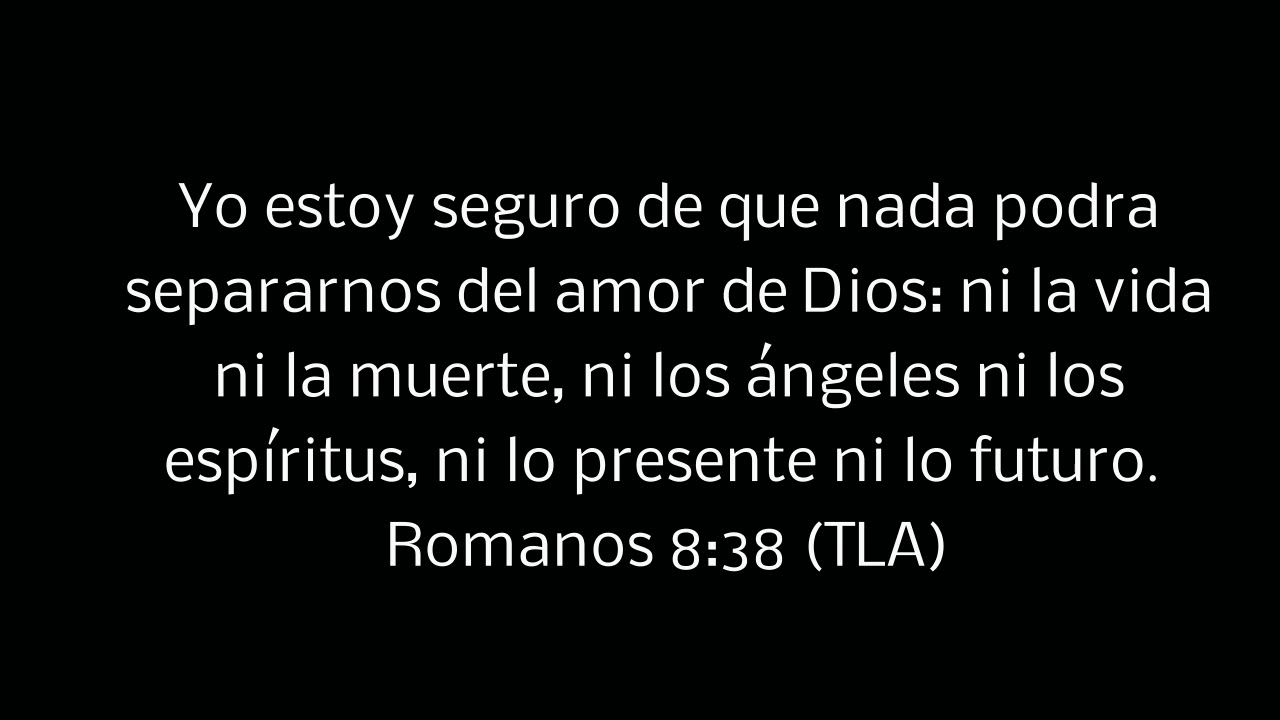 Yo estoy seguro de que nada podra
separarnos del amor de Dios: ni la vida
ni la muerte, ni los ángeles ni los
espíritus, ni lo presente ni lo futuro.
Romanos 8:38 (TLA)